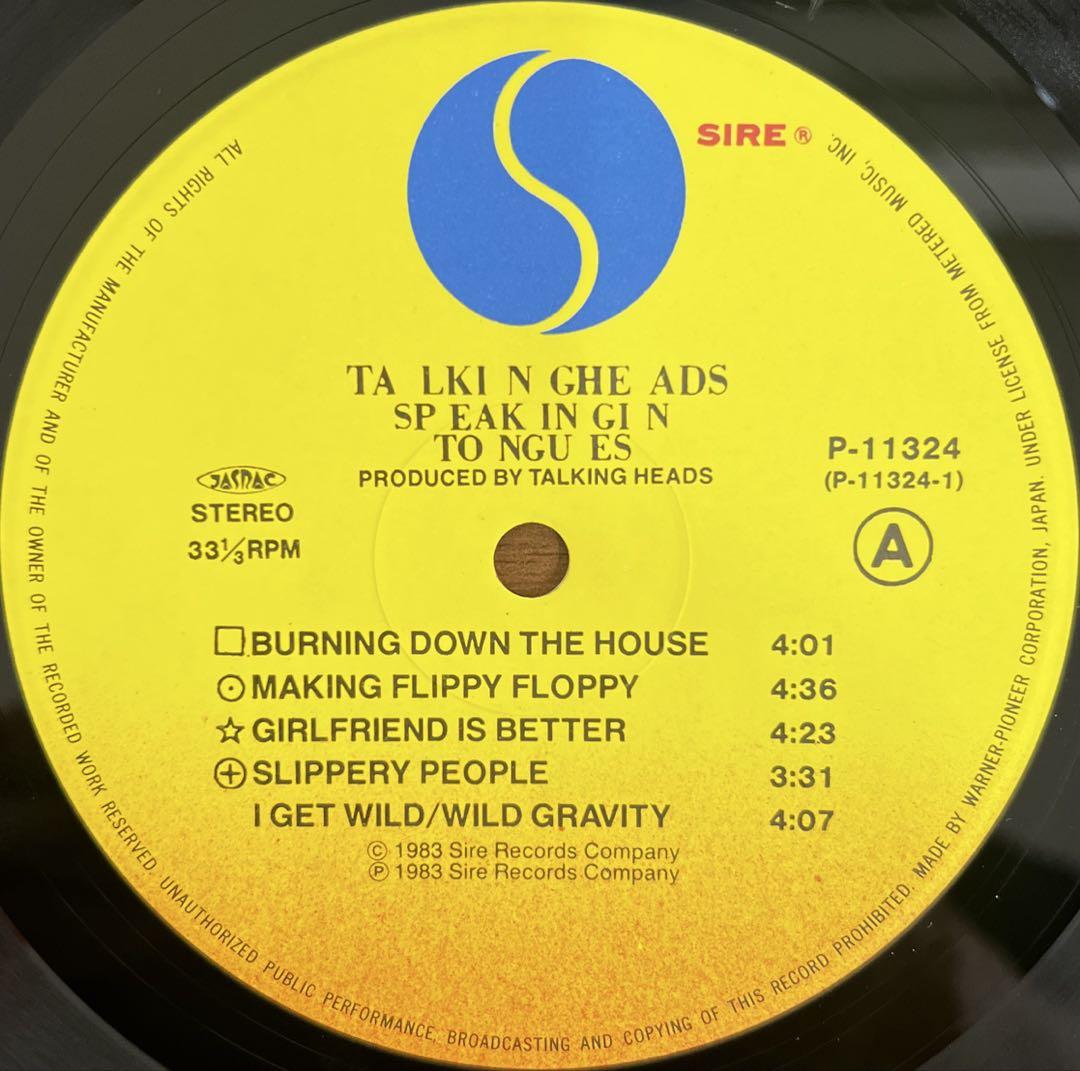 SIRE ®
TA LKI N GHE ADS
SP EAK IN GI N
TO NGU ES
PRODUCED BY TALKING HEADS
P-11324
(P-11324-1)
JASRAC
STEREO
33⅓RPM
A
□BURNING DOWN THE HOUSE 4:01
⊙MAKING FLIPPY FLOPPY 4:36
☆GIRLFRIEND IS BETTER 4:23
⊕SLIPPERY PEOPLE 3:31
I GET WILD/WILD GRAVITY 4:07
© 1983 Sire Records Company
℗ 1983 Sire Records Company
ALL RIGHTS OF THE MANUFACTURER AND OF THE OWNER OF THE RECORDED WORK RESERVED. UNAUTHORIZED PUBLIC PERFORMANCE, BROADCASTING AND COPYING OF THIS RECORD PROHIBITED. MADE BY WARNER-PIONEER CORPORATION, JAPAN. UNDER LICENSE FROM METERED MUSIC, INC.